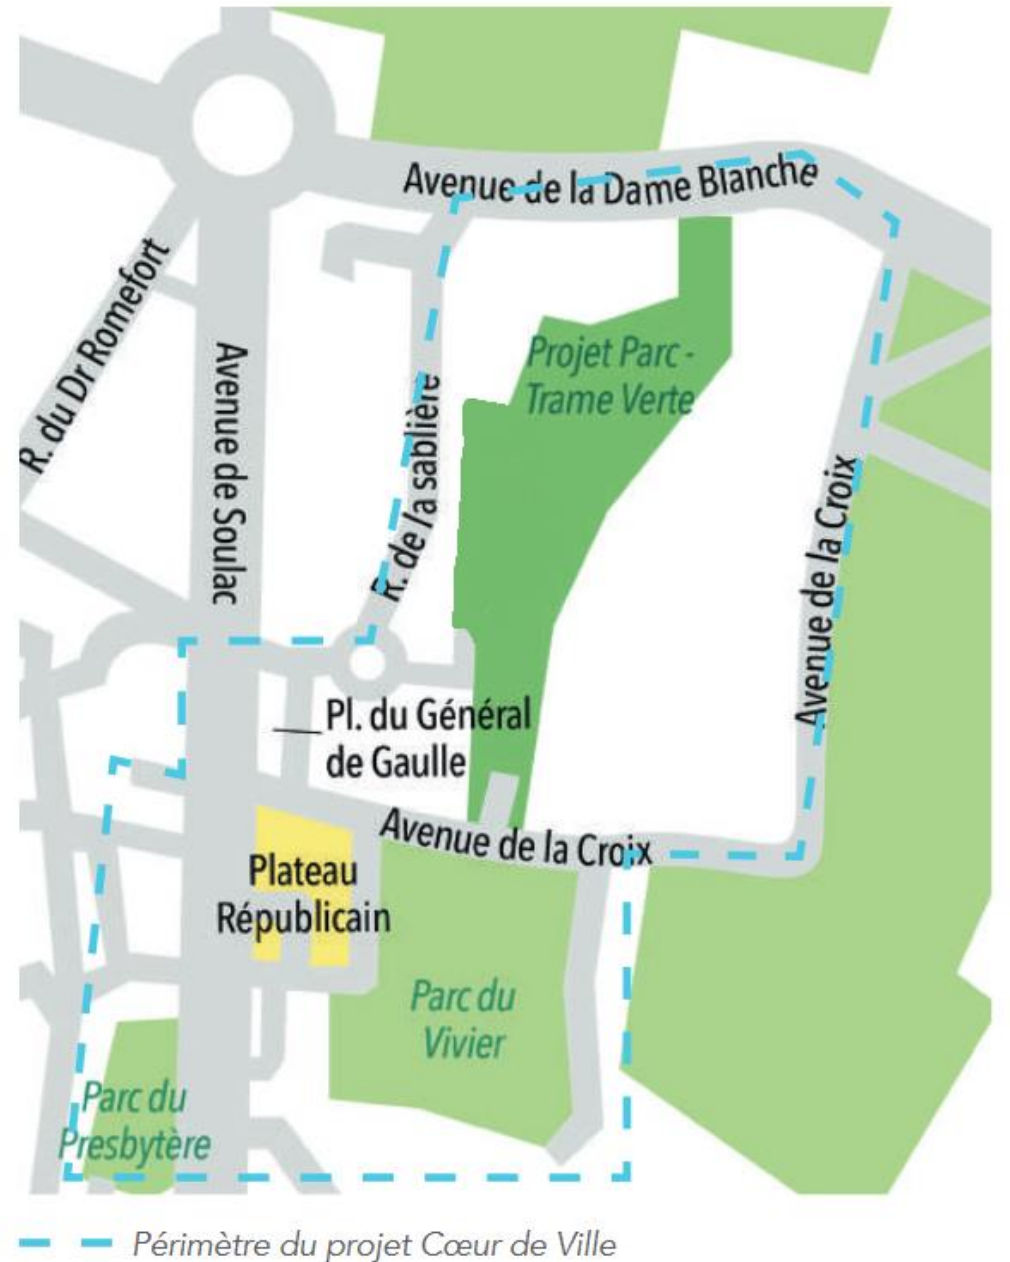 Avenue de la Dame Blanche
R. du Dr Romefort
Avenue de Soulac
R. de la sablière
Projet Parc -
Trame Verte
Avenue de la Croix
Pl. du Général
de Gaulle
Avenue de la Croix
Plateau
Républicain
Parc du
Vivier
Parc du
Presbytère
Périmètre du projet Cœur de Ville